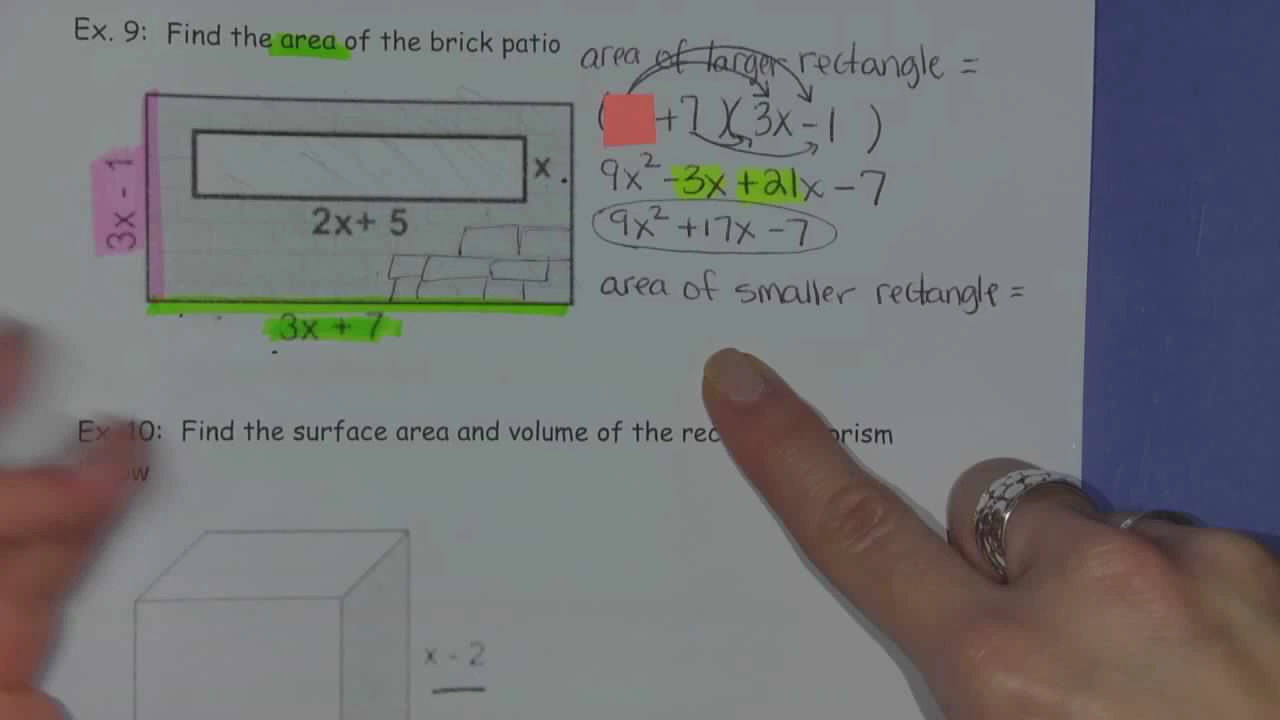 Ex. 9: Find the area of the brick patio
area of larger rectangle =
( +7)(3x-1)
9x² -3x +21x -7
9x² +17x -7
area of smaller rectangle =
3x - 1
x
2x+ 5
3x + 7
Ex. 10: Find the surface area and volume of the prism
x - 2